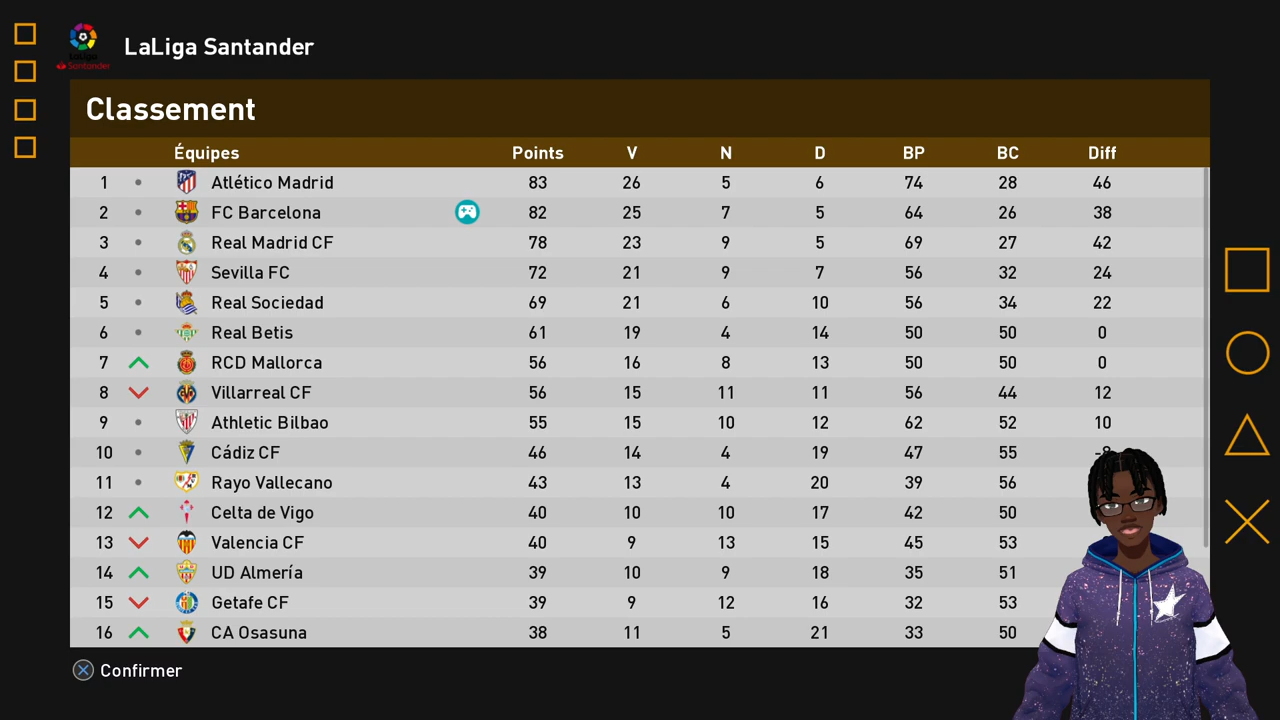 LaLiga Santander
Classement
Équipes Points V N D BP BC Diff
1 Atlético Madrid 83 26 5 6 74 28 46
2 FC Barcelona 82 25 7 5 64 26 38
3 Real Madrid CF 78 23 9 5 69 27 42
4 Sevilla FC 72 21 9 7 56 32 24
5 Real Sociedad 69 21 6 10 56 34 22
6 Real Betis 61 19 4 14 50 50 0
7 RCD Mallorca 56 16 8 13 50 50 0
8 Villarreal CF 56 15 11 11 56 44 12
9 Athletic Bilbao 55 15 10 12 62 52 10
10 Cádiz CF 46 14 4 19 47 55
11 Rayo Vallecano 43 13 4 20 39 56
12 Celta de Vigo 40 10 10 17 42 50
13 Valencia CF 40 9 13 15 45 53
14 UD Almería 39 10 9 18 35 51
15 Getafe CF 39 9 12 16 32 53
16 CA Osasuna 38 11 5 21 33 50
Confirmer